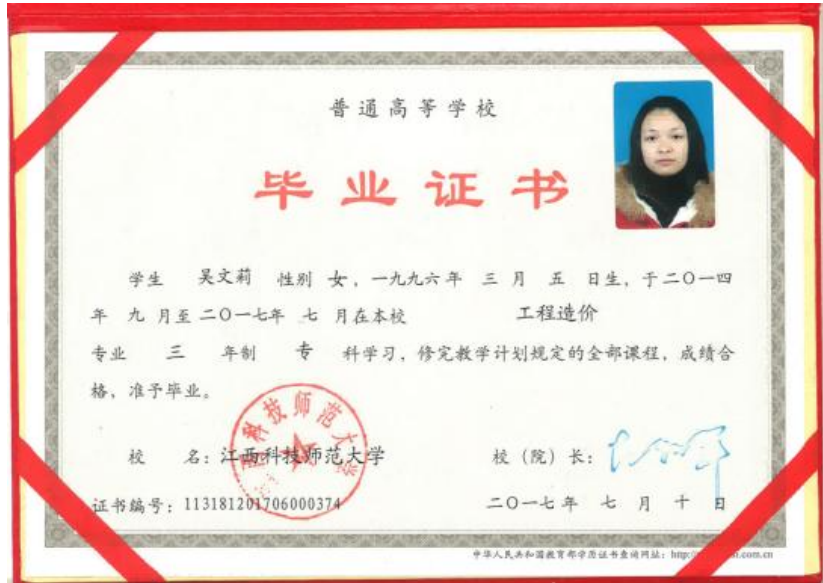 普通高等学校
毕业证书
学生 吴文莉 性别 女，一九九六年 三 月 五 日生，于二〇一四
年 九 月至二〇一七年 七 月在本校 工程造价
专业 三 年制 专 科学习，修完教学计划规定的全部课程，成绩合
格，准予毕业。
校 名：江西科技师范大学 校（院）长：
证书编号：113181201706000374 二〇一七年 七 月 十 日
中华人民共和国教育部学历证书查询网站：http://